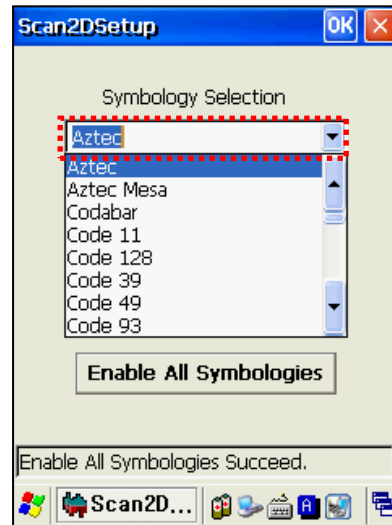 Scan2DSetup OK
Symbology Selection
Aztec
Aztec
Aztec Mesa
Codabar
Code 11
Code 128
Code 39
Code 49
Code 93
Enable All Symbologies
Enable All Symbologies Succeed.
Scan2D... A